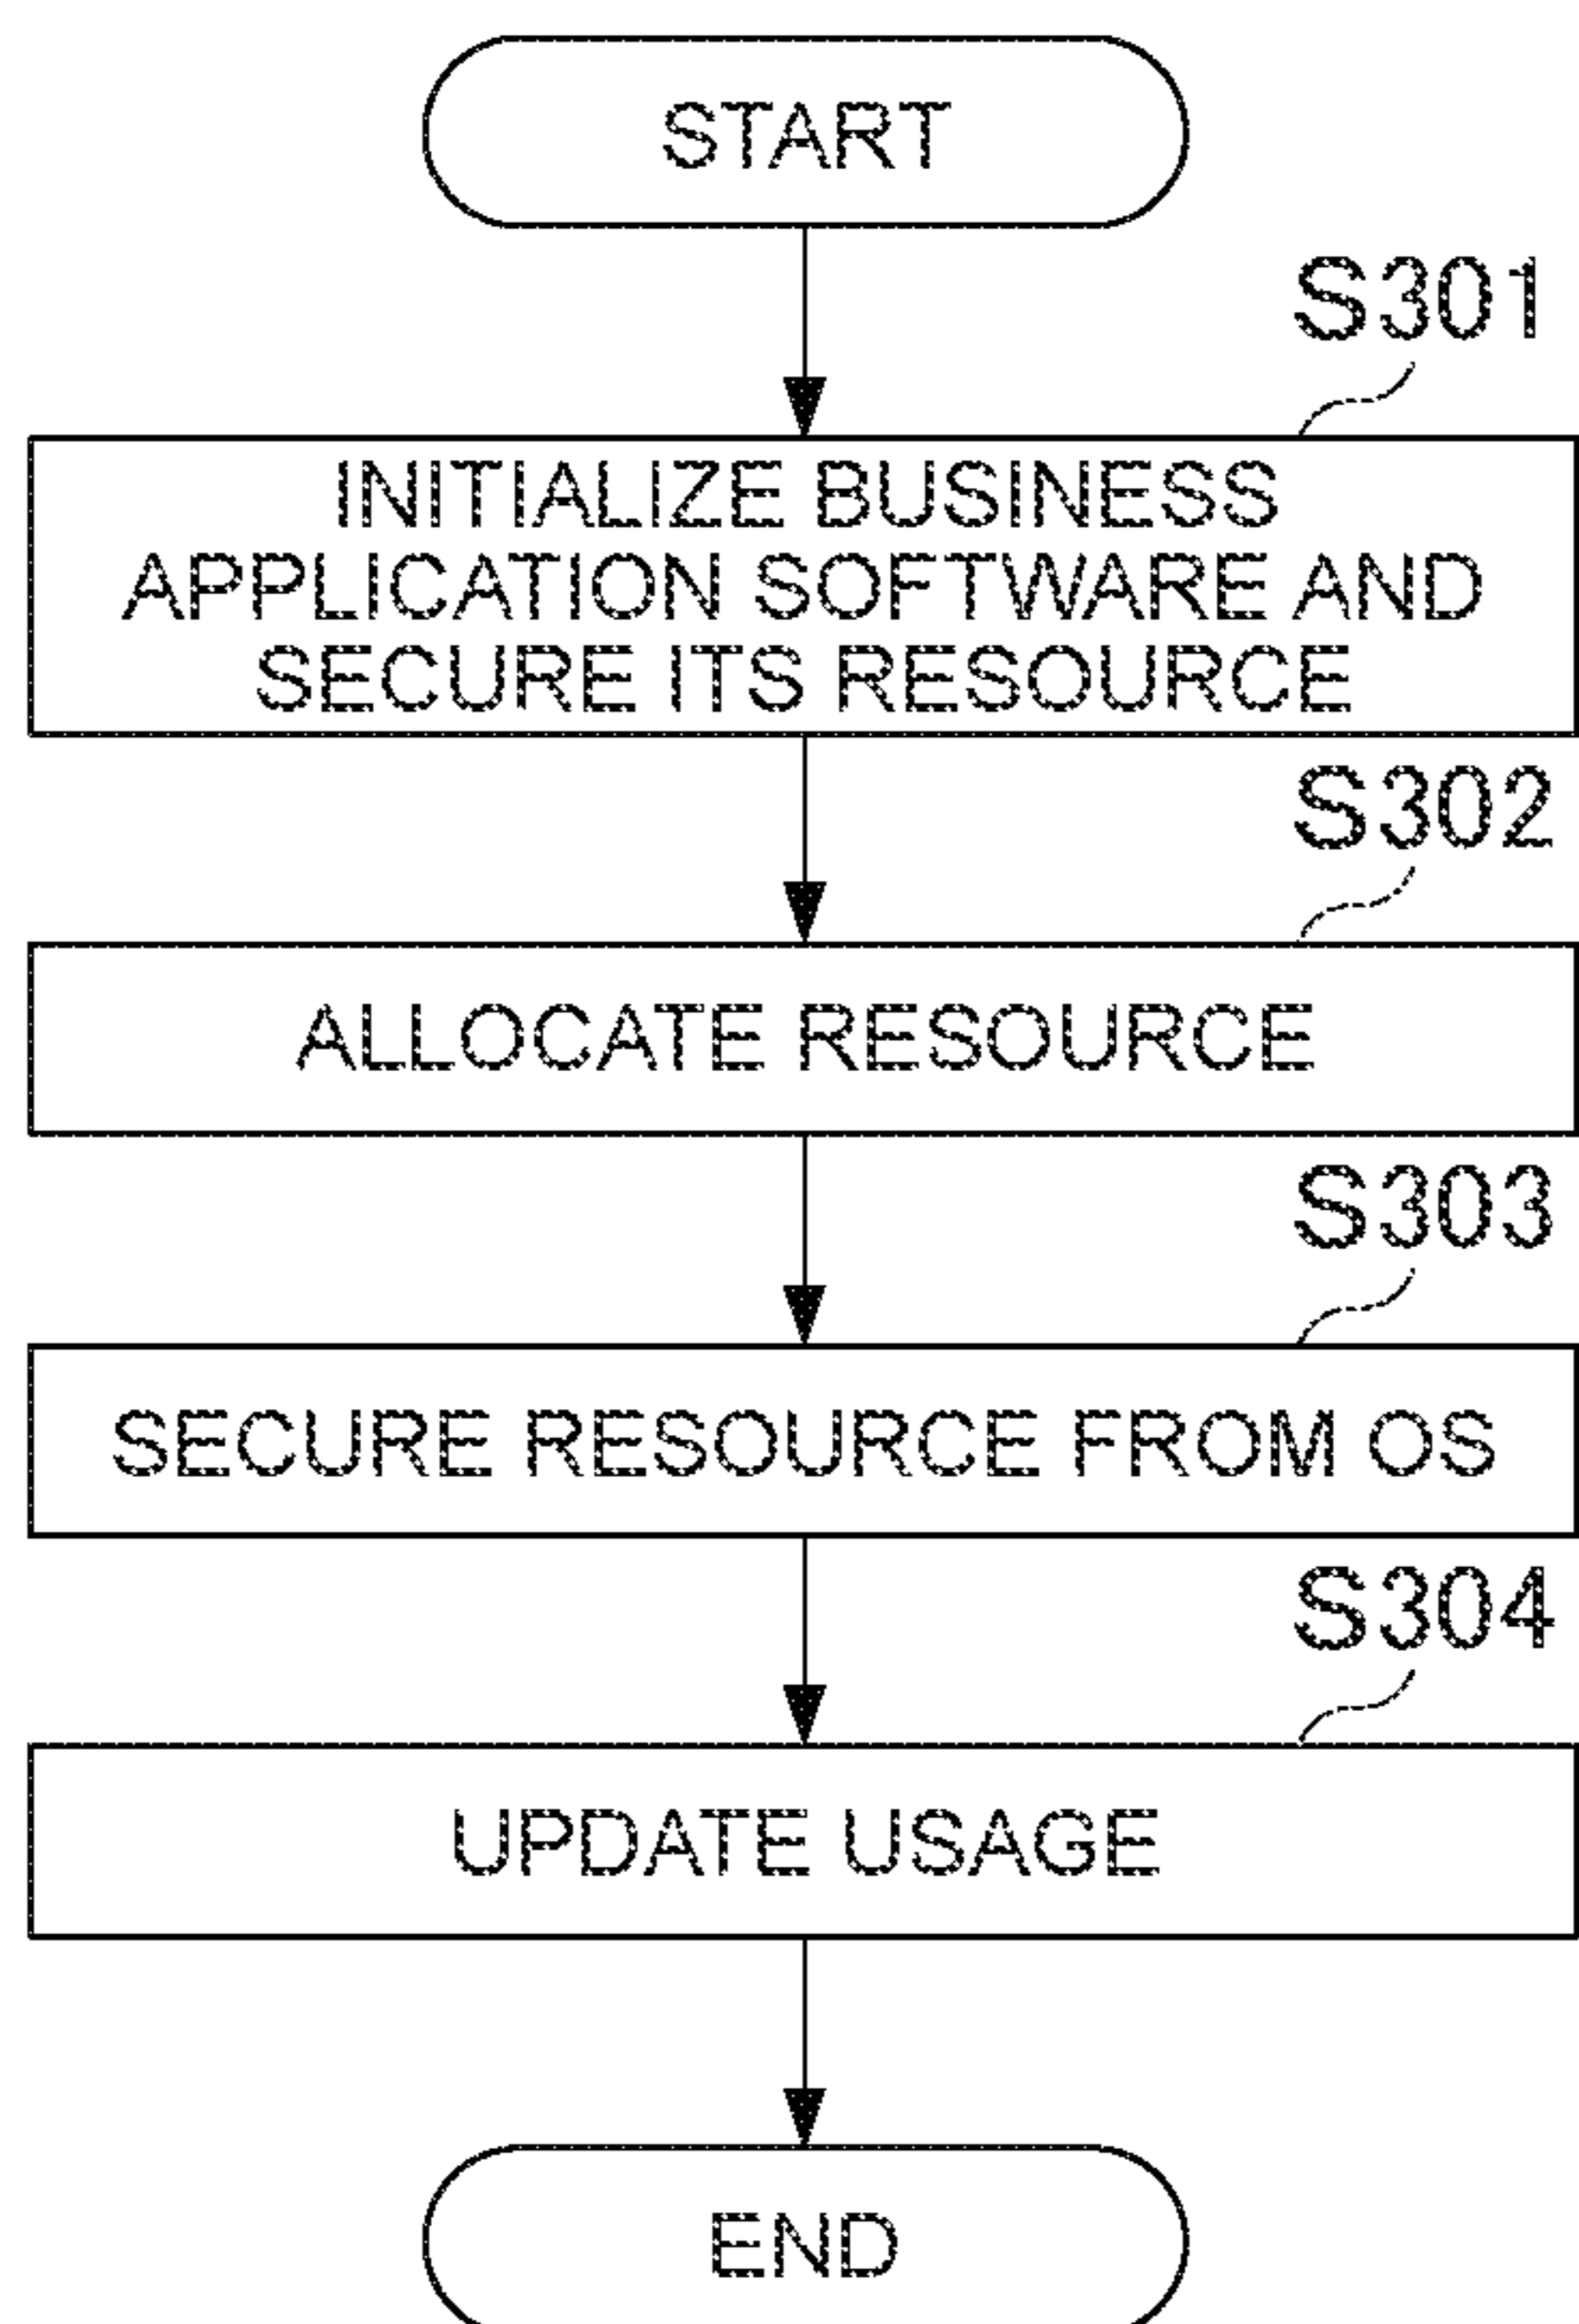 START
S301
INITIALIZE BUSINESS
APPLICATION SOFTWARE AND
SECURE ITS RESOURCE
S302
ALLOCATE RESOURCE
S303
SECURE RESOURCE FROM OS
S304
UPDATE USAGE
END